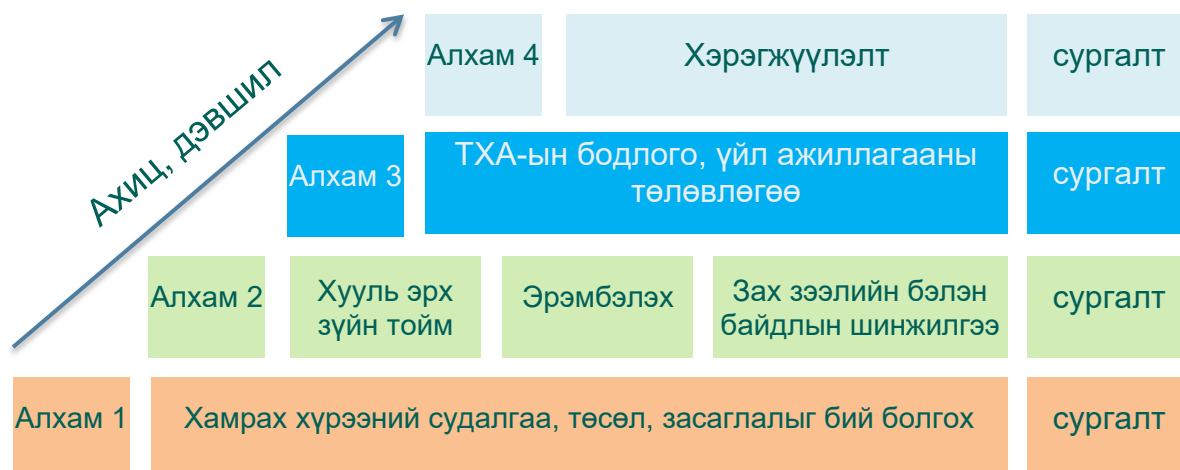 Ахиц, дэвшил
Алхам 4
Хэрэгжүүлэлт
сургалт
Алхам 3
ТХА-ын бодлого, үйл ажиллагааны
төлөвлөгөө
сургалт
Алхам 2
Хууль эрх
зүйн тойм
Эрэмбэлэх
Зах зээлийн бэлэн
байдлын шинжилгээ
сургалт
Алхам 1
Хамрах хүрээний судалгаа, төсөл, засаглалыг бий болгох
сургалт